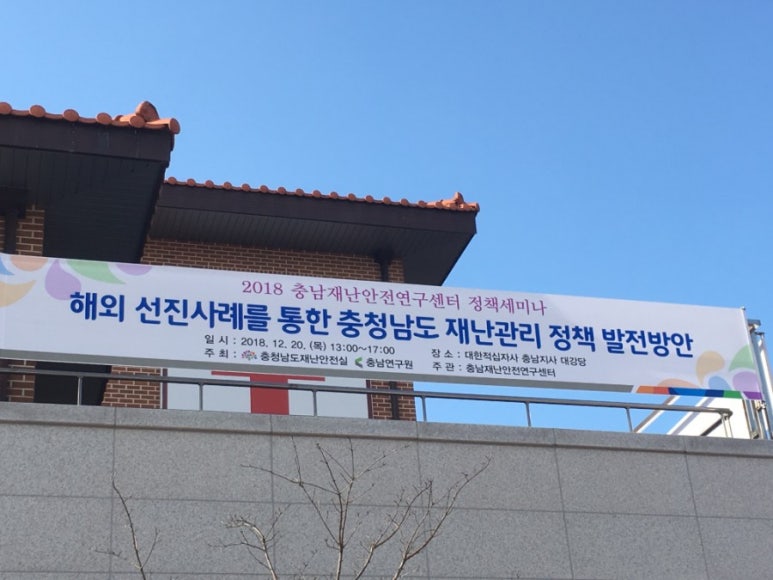 2018 충남재난안전연구센터 정책세미나
해외 선진사례를 통한 충청남도 재난관리 정책 발전방안
일 시 : 2018. 12. 20. (목) 13:00~17:00
장 소 : 대한적십자사 충남지사 대강당
주 최 : 충청남도재난안전실 충남연구원
주 관 : 충남재난안전연구센터